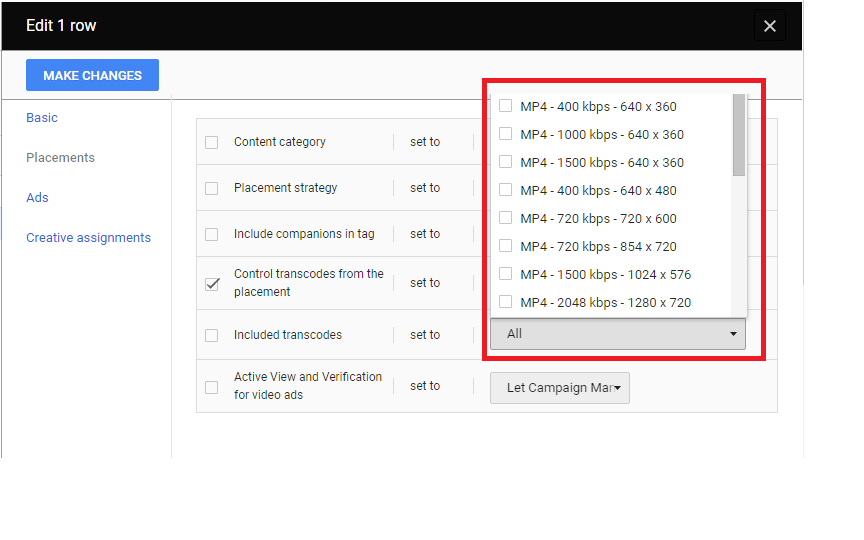 Edit 1 row
MAKE CHANGES
Basic
Placements
Ads
Creative assignments
Content category set to
Placement strategy set to
Include companions in tag set to
Control transcodes from the
placement set to
Included transcodes set to
Active View and Verification
for video ads set to
MP4 - 400 kbps - 640 x 360
MP4 - 1000 kbps - 640 x 360
MP4 - 1500 kbps - 640 x 360
MP4 - 400 kbps - 640 x 480
MP4 - 720 kbps - 720 x 600
MP4 - 720 kbps - 854 x 720
MP4 - 1500 kbps - 1024 x 576
MP4 - 2048 kbps - 1280 x 720
All
Let Campaign Mar